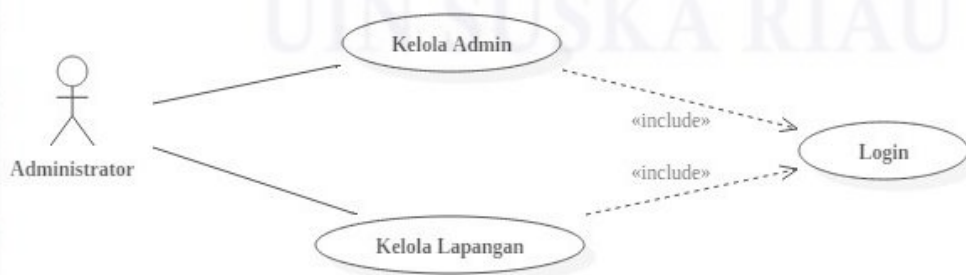 UIN SUSKA RIAU
Kelola Admin
«include»
Administrator
Login
«include»
Kelola Lapangan